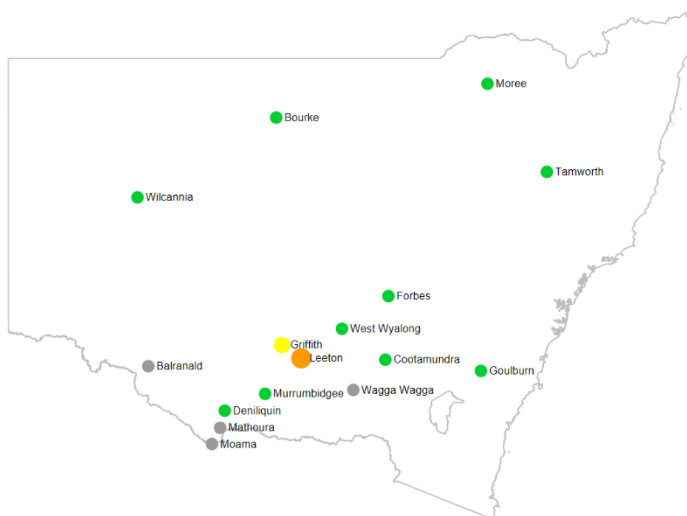 Moree
Bourke
Tamworth
Wilcannia
Forbes
West Wyalong
Griffith
Leeton
Cootamundra
Balranald
Goulburn
Murrumbidgee
Wagga Wagga
Deniliquin
Mathoura
Moama